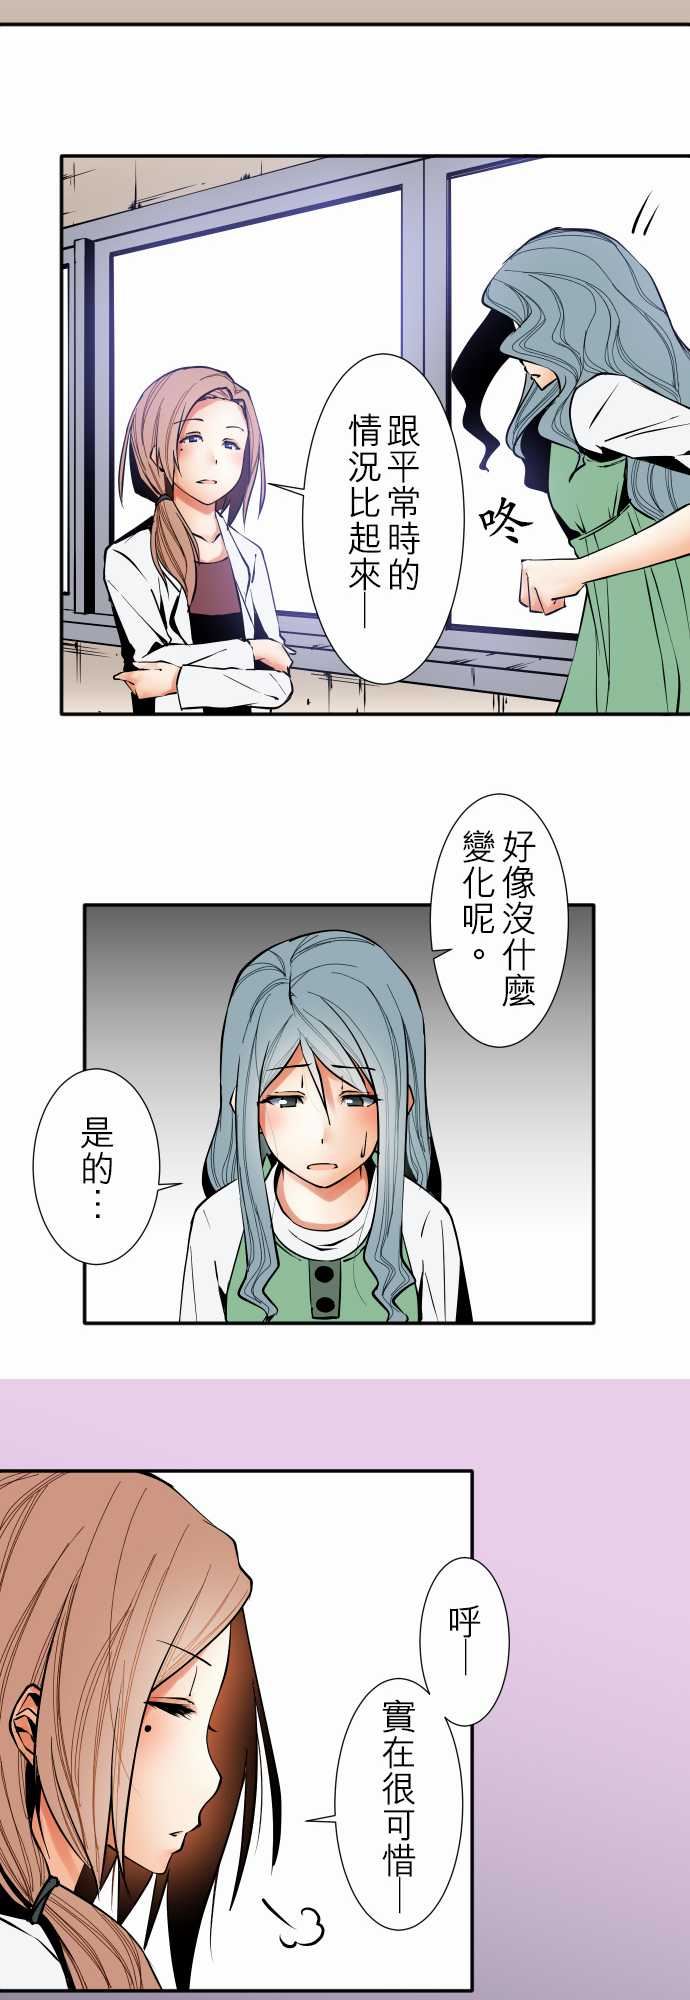 跟平常時的
情況比起來—
咚
好像沒什麼
變化呢。
是的…
呼—
實在很可惜—